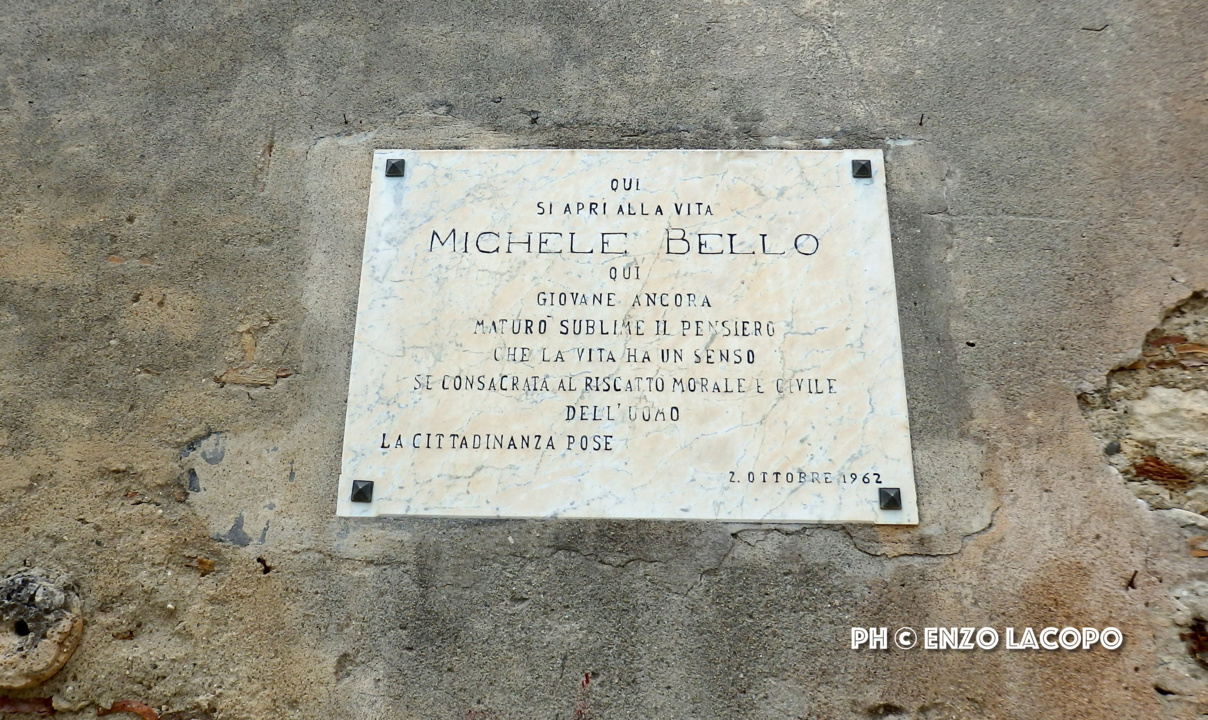 QUI
SI APRÌ ALLA VITA
MICHELE BELLO
QUI
GIOVANE ANCORA
MATURÒ SUBLIME IL PENSIERO
CHE LA VITA HA UN SENSO
SE CONSACRATA AL RISCATTO MORALE E CIVILE
DELL'UOMO
LA CITTADINANZA POSE
2. OTTOBRE 1962
PH © ENZO LACOPO